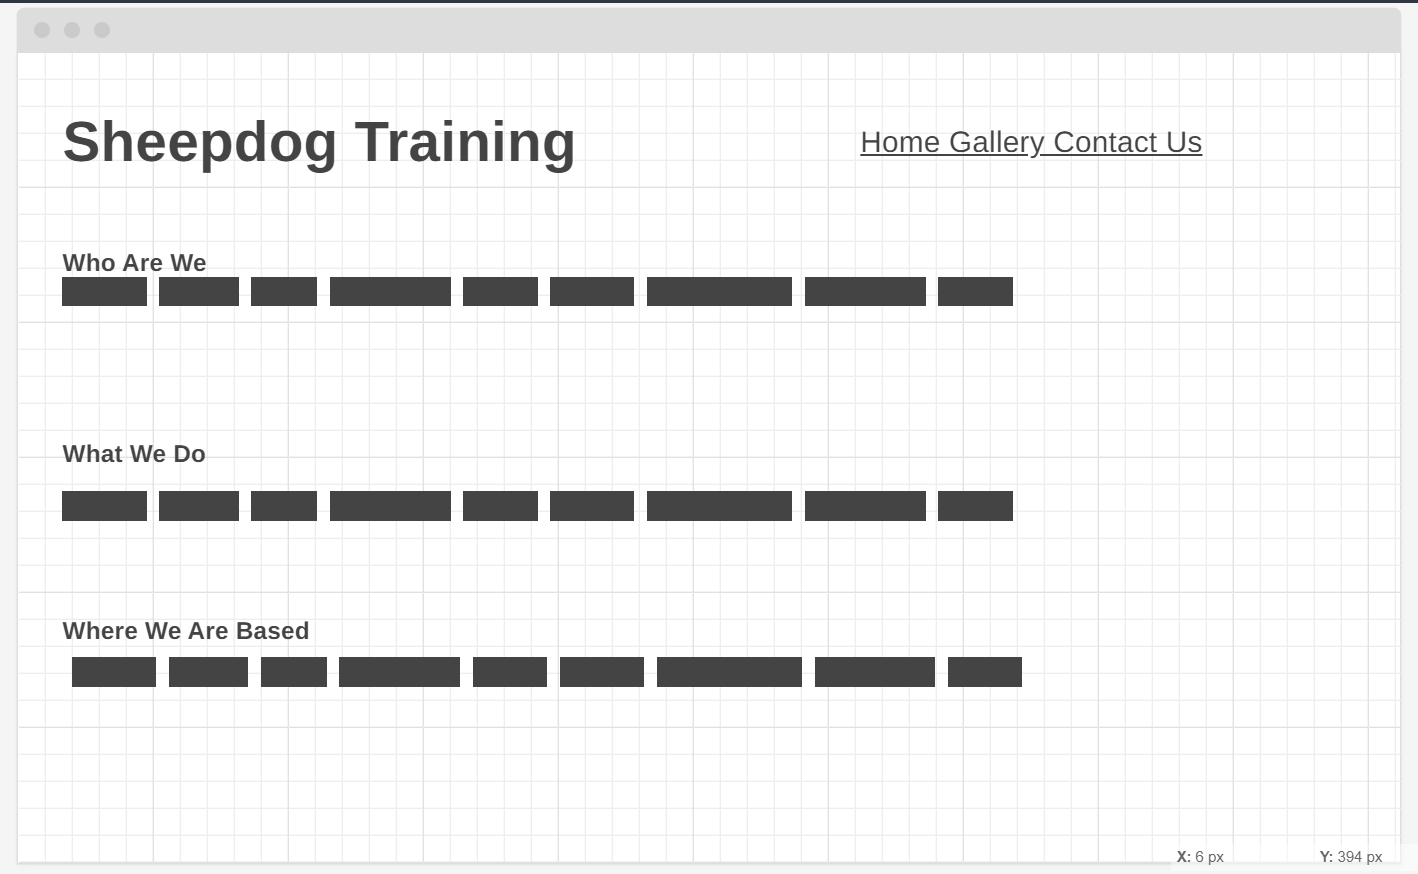 Sheepdog Training
Home Gallery Contact Us
Who Are We
What We Do
Where We Are Based
X: 6 px Y: 394 px